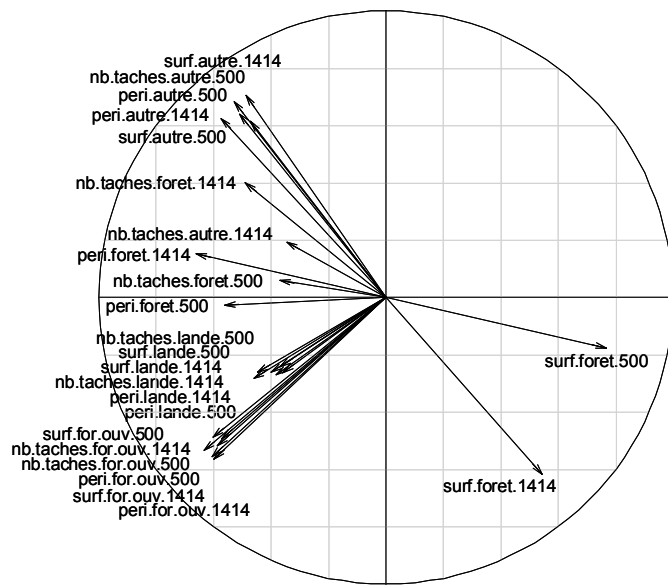 surf.autre.1414
nb.taches.autre.500
peri.autre.500
peri.autre.1414
surf.autre.500
nb.taches.foret.1414
nb.taches.autre.1414
peri.foret.1414
nb.taches.foret.500
peri.foret.500
nb.taches.lande.500
surf.lande.500
surf.foret.500
surf.lande.1414
nb.taches.lande.1414
peri.lande.1414
peri.lande.500
surf.for.ouv.500
nb.taches.for.ouv.1414
nb.taches.for.ouv.500
peri.for.ouv.500
surf.foret.1414
surf.for.ouv.1414
peri.for.ouv.1414